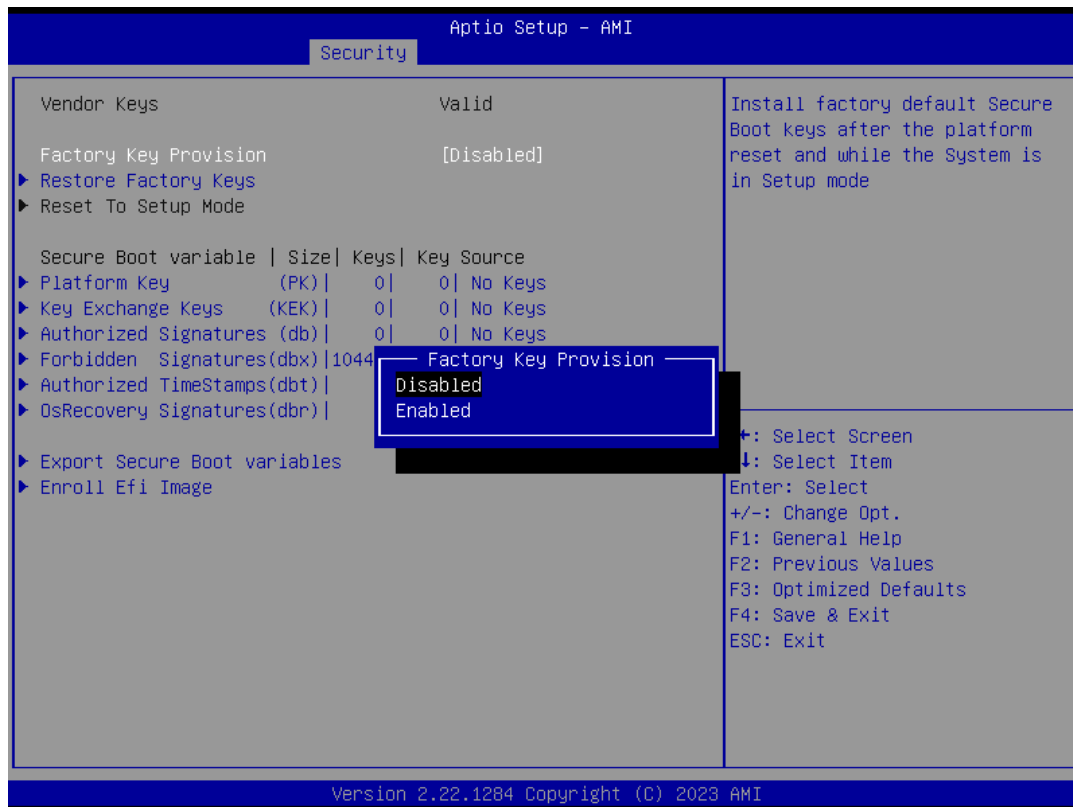 Aptio Setup – AMI
Security
Vendor Keys Valid
Factory Key Provision [Disabled]
Restore Factory Keys
Reset To Setup Mode
Secure Boot variable | Size| Keys| Key Source
Platform Key (PK)| 0| 0| No Keys
Key Exchange Keys (KEK)| 0| 0| No Keys
Authorized Signatures (db)| 0| 0| No Keys
Forbidden Signatures(dbx)|1044
Authorized TimeStamps(dbt)|
OsRecovery Signatures(dbr)|
Export Secure Boot variables
Enroll Efi Image
Factory Key Provision
Disabled
Enabled
Install factory default Secure
Boot keys after the platform
reset and while the System is
in Setup mode
: Select Screen
: Select Item
Enter: Select
+/-: Change Opt.
F1: General Help
F2: Previous Values
F3: Optimized Defaults
F4: Save & Exit
ESC: Exit
Version 2.22.1284 Copyright (C) 2023 AMI